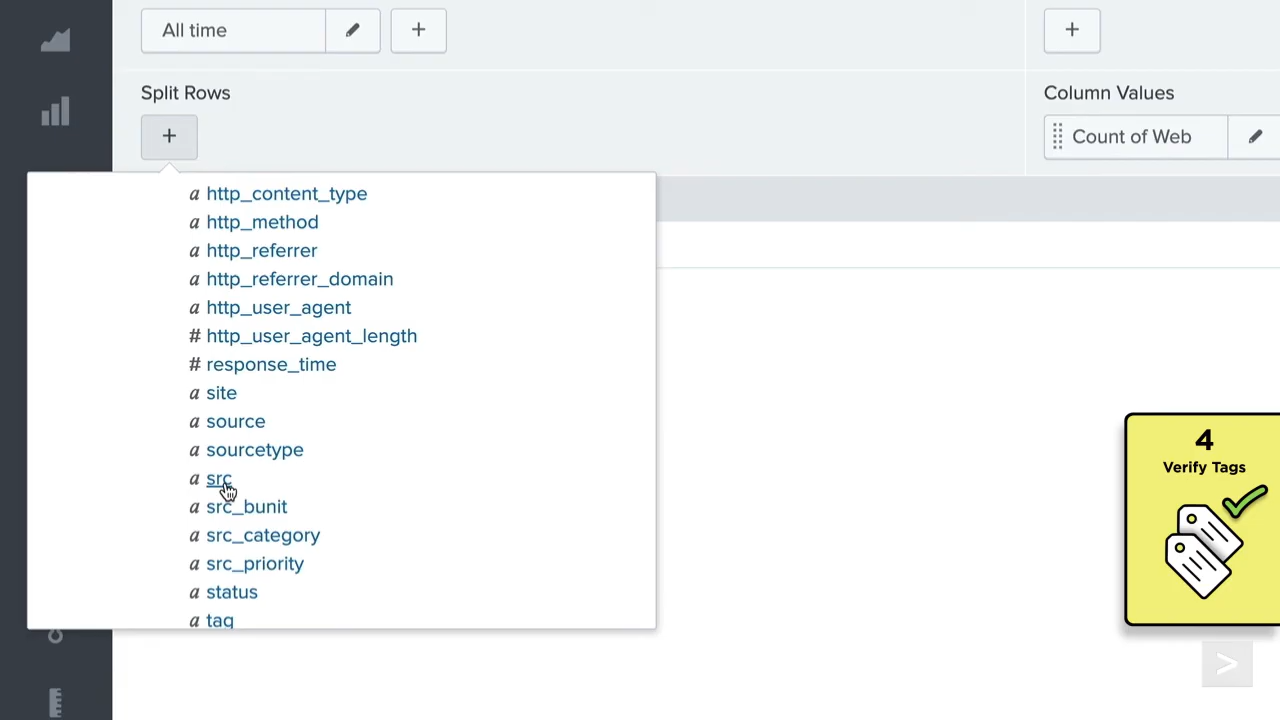 All time
+
+
Split Rows
Column Values
+
Count of Web
a http_content_type
a http_method
a http_referrer
a http_referrer_domain
a http_user_agent
# http_user_agent_length
# response_time
a site
a source
a sourcetype
a src
a src_bunit
a src_category
a src_priority
a status
a tag
4
Verify Tags
>